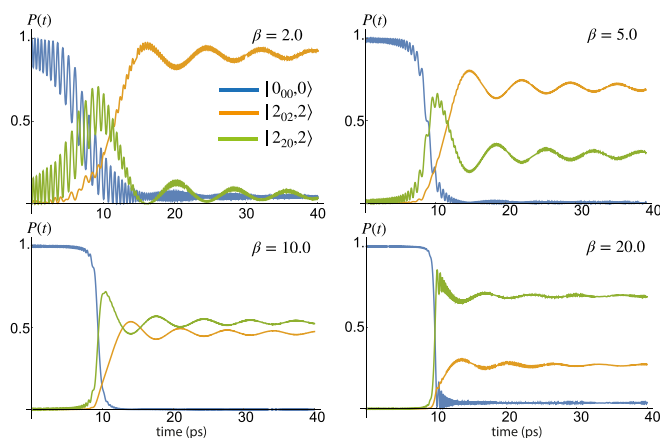 P(t)
1.
0.5
β = 2.0
|0₀₀,0⟩
|2₀₂,2⟩
|2₂₀,2⟩
10 20 30 40
P(t)
1.
0.5
β = 5.0
10 20 30 40
P(t)
1.
0.5
0
β = 10.0
10 20 30 40
time (ps)
P(t)
1.
0.5
0
β = 20.0
10 20 30 40
time (ps)